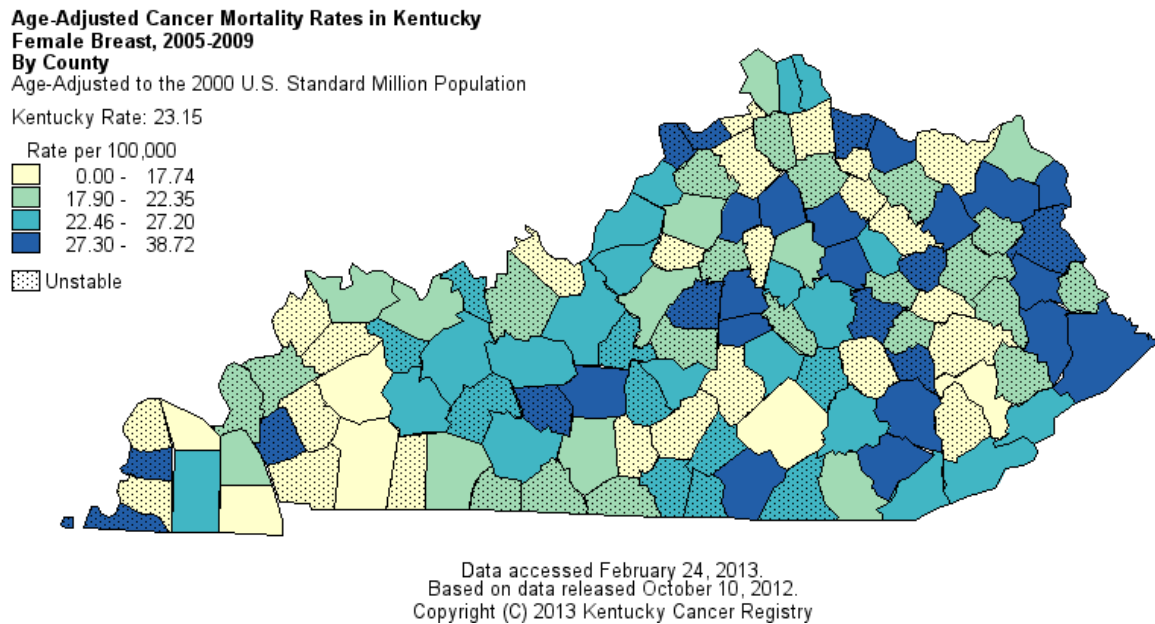 Age-Adjusted Cancer Mortality Rates in Kentucky
Female Breast, 2005-2009
By County
Age-Adjusted to the 2000 U.S. Standard Million Population
Kentucky Rate: 23.15
Rate per 100,000
0.00 - 17.74
17.90 - 22.35
22.46 - 27.20
27.30 - 38.72
Unstable
Data accessed February 24, 2013.
Based on data released October 10, 2012.
Copyright (C) 2013 Kentucky Cancer Registry